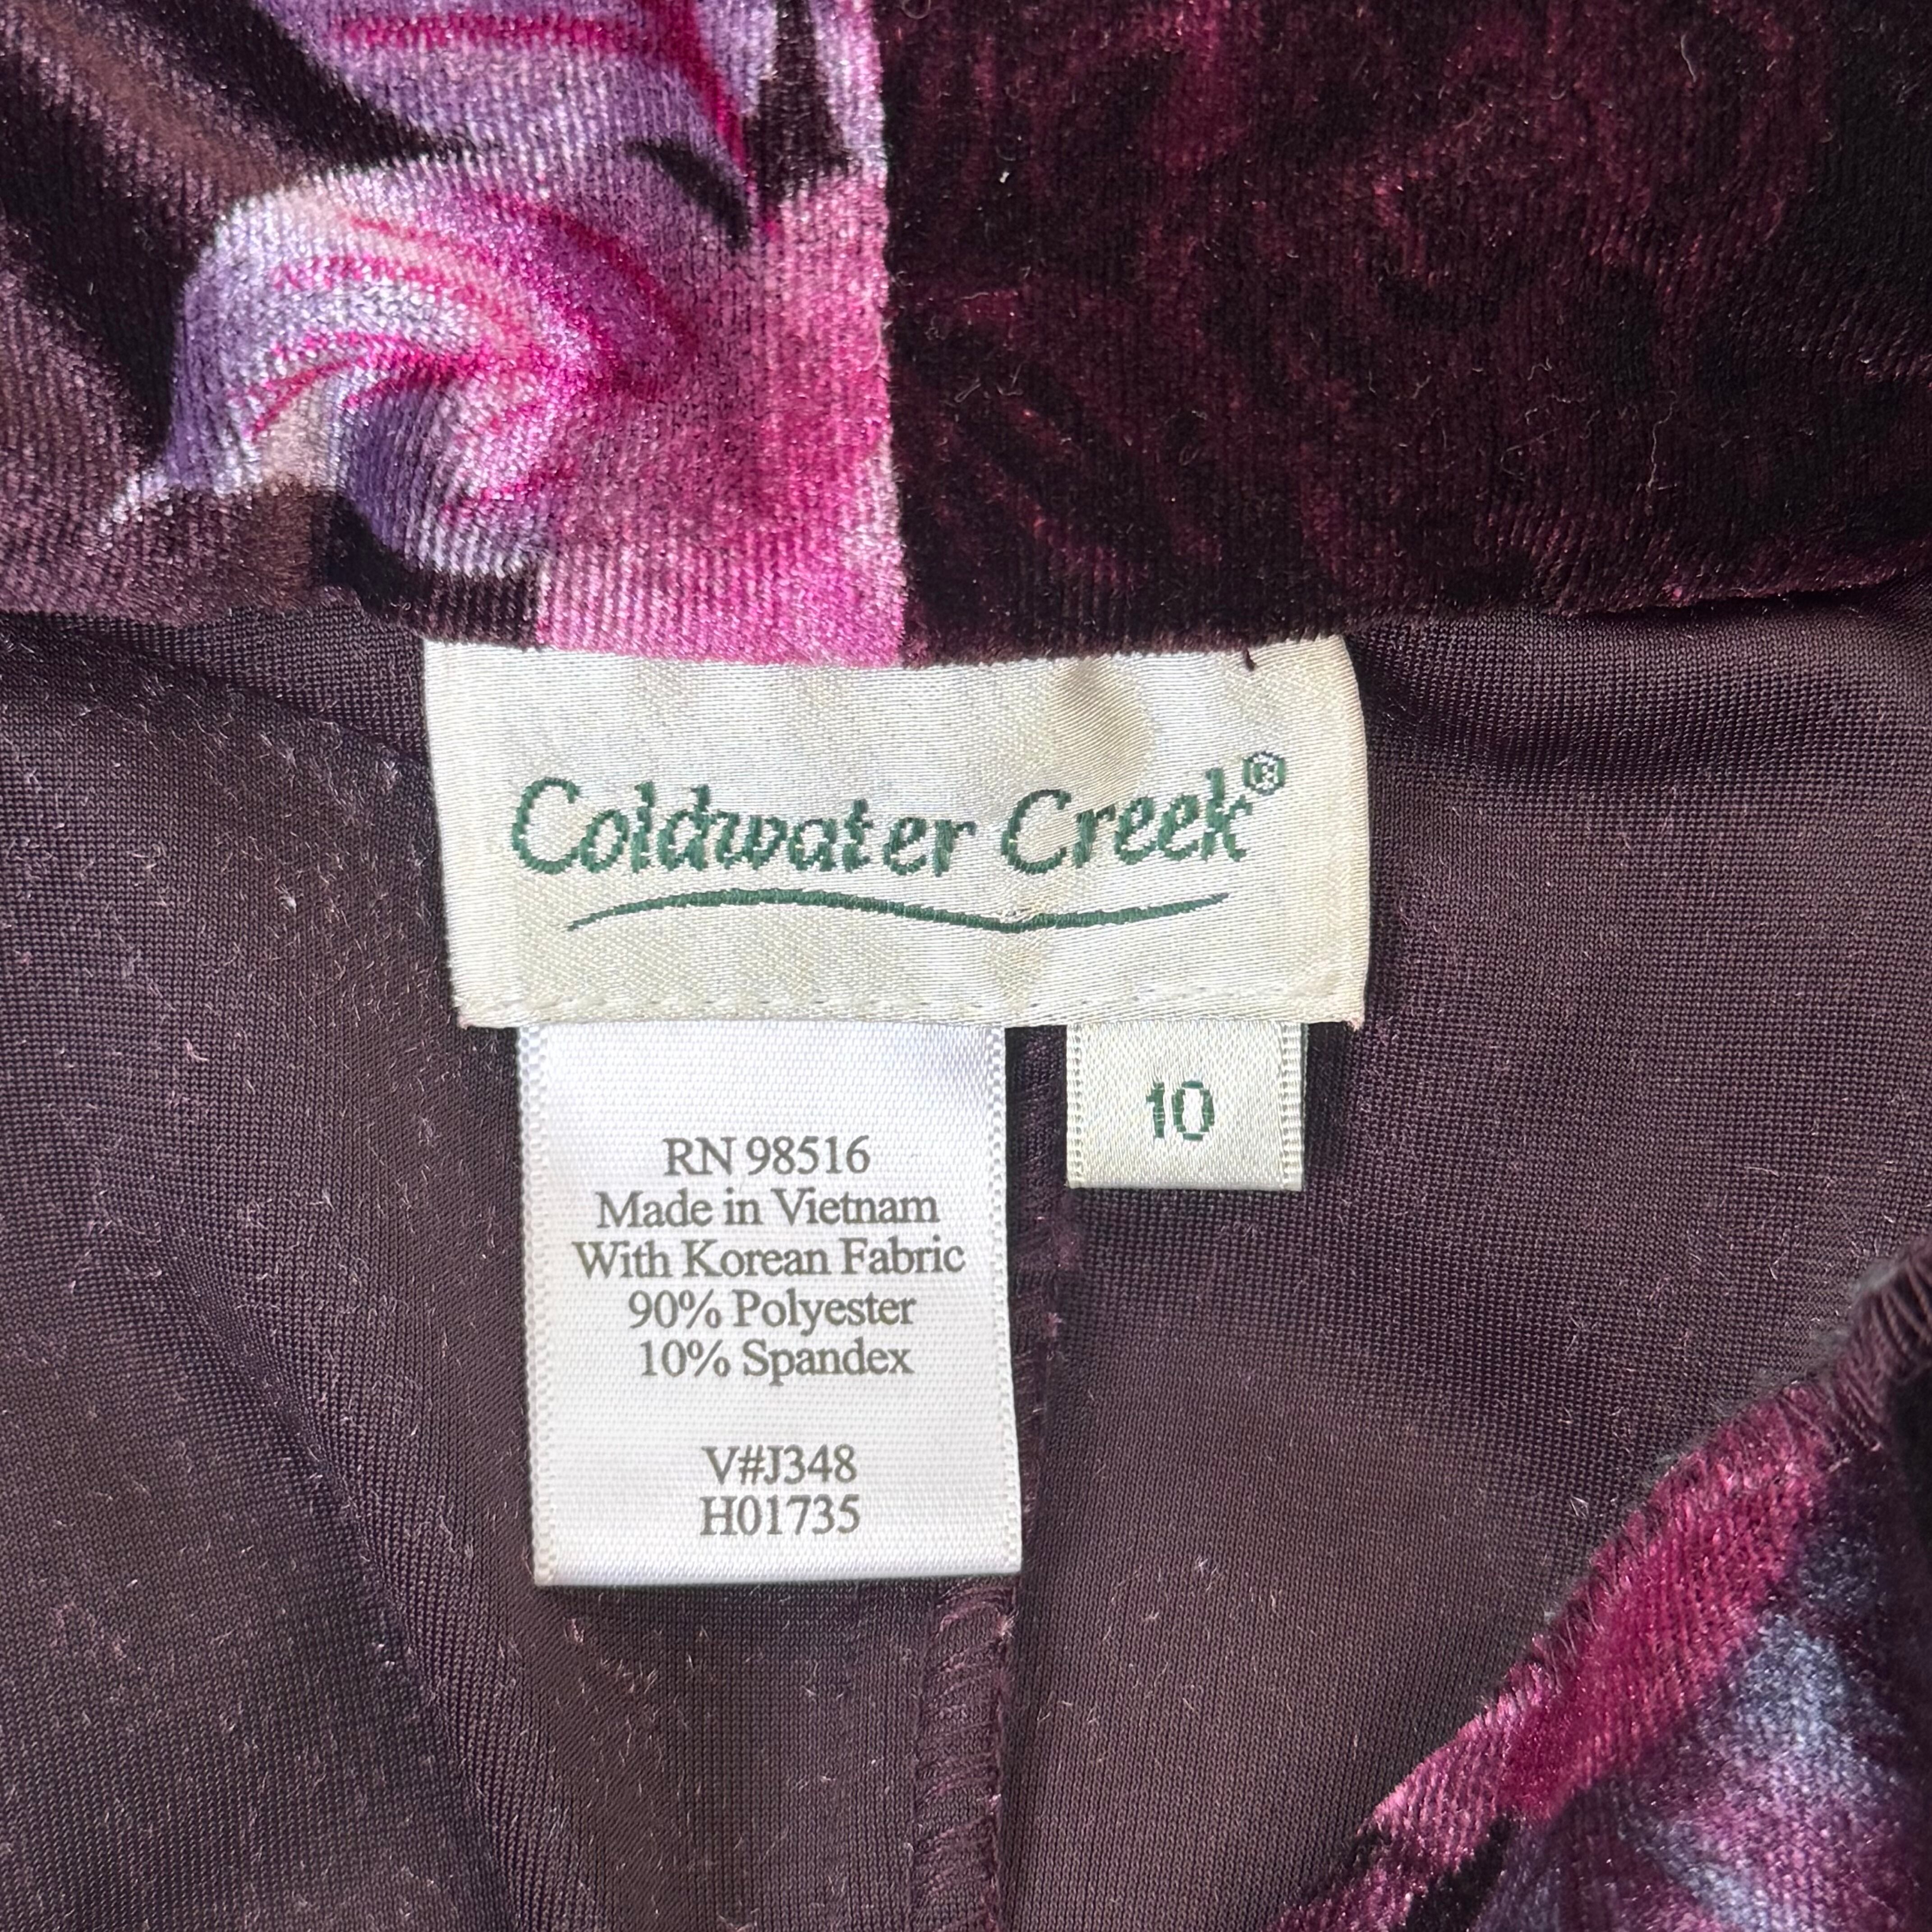 Coldwater Creek®
10
RN 98516
Made in Vietnam
With Korean Fabric
90% Polyester
10% Spandex
V#J348
H01735